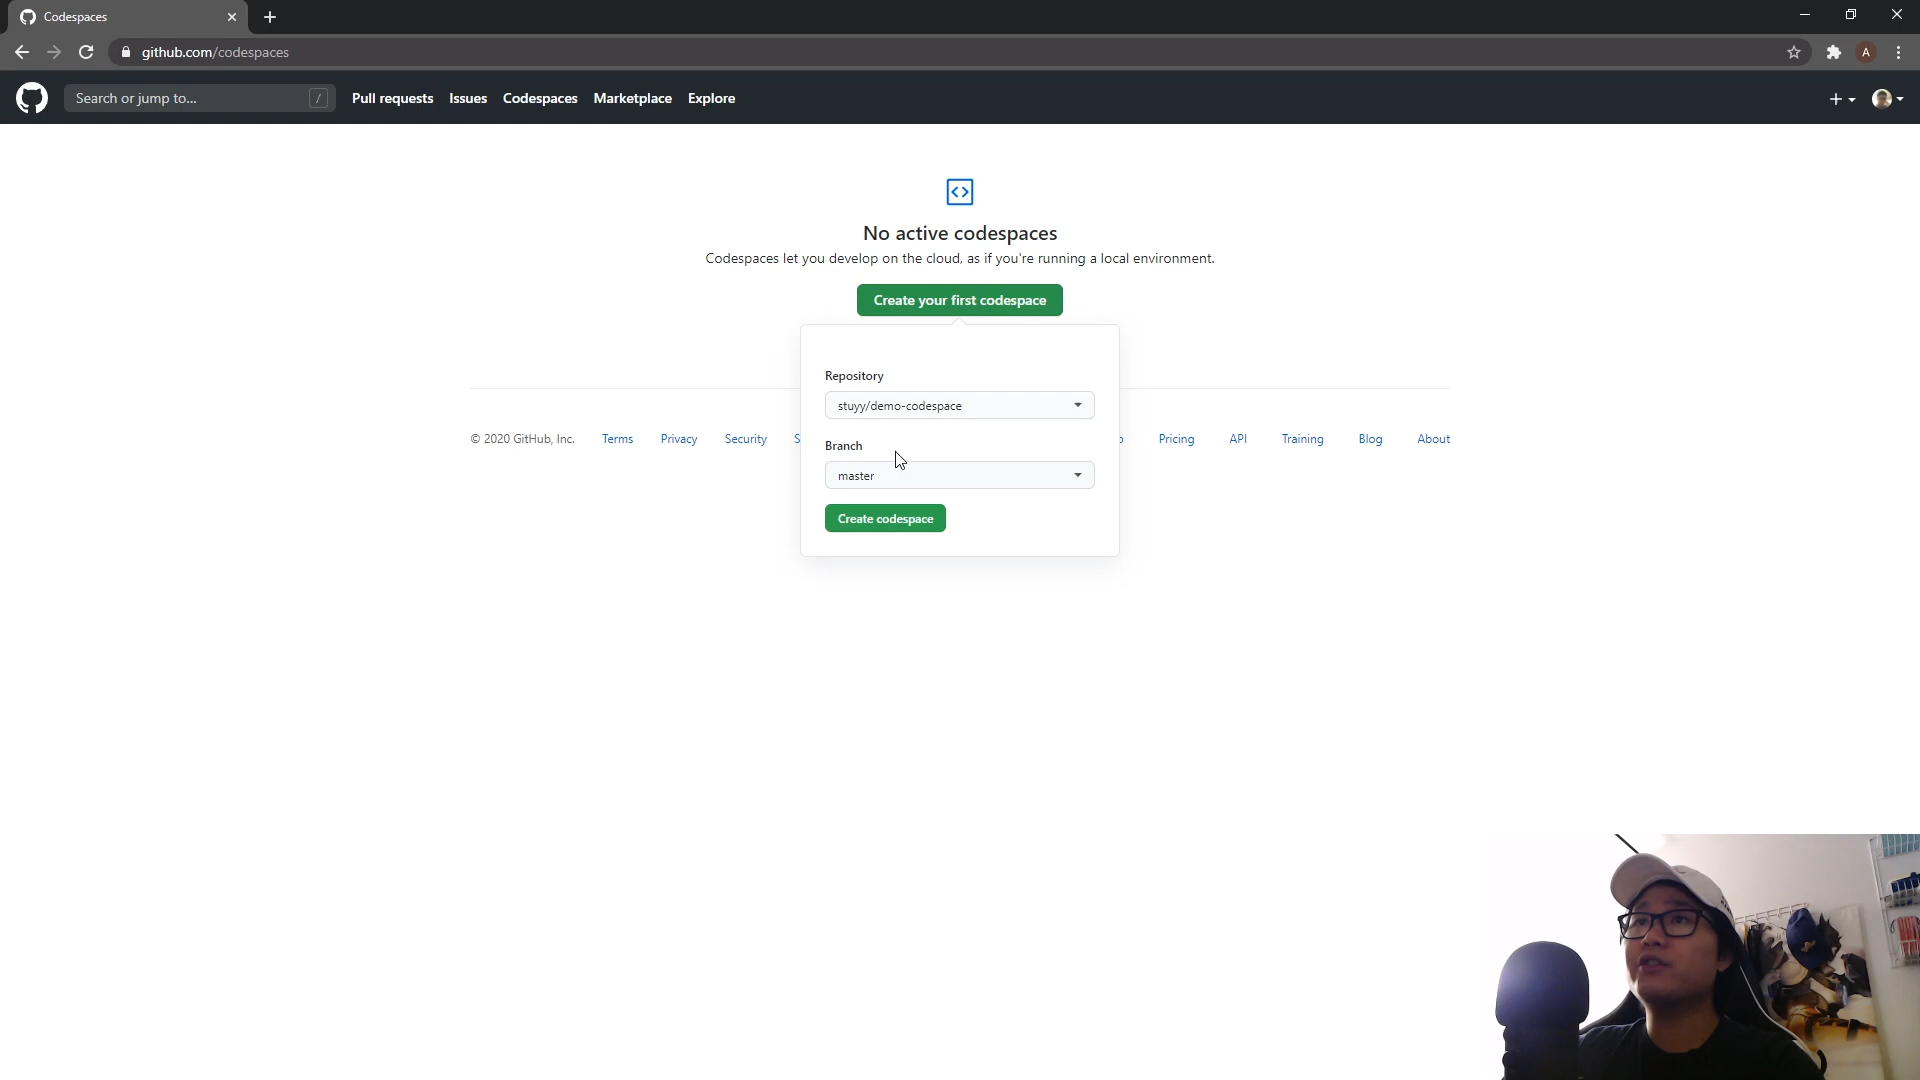 Codespaces
github.com/codespaces
Search or jump to... /
Pull requests Issues Codespaces Marketplace Explore
A
No active codespaces
Codespaces let you develop on the cloud, as if you're running a local environment.
Create your first codespace
Repository
stuyy/demo-codespace
Branch
master
Create codespace
© 2020 GitHub, Inc. Terms Privacy Security S Pricing API Training Blog About